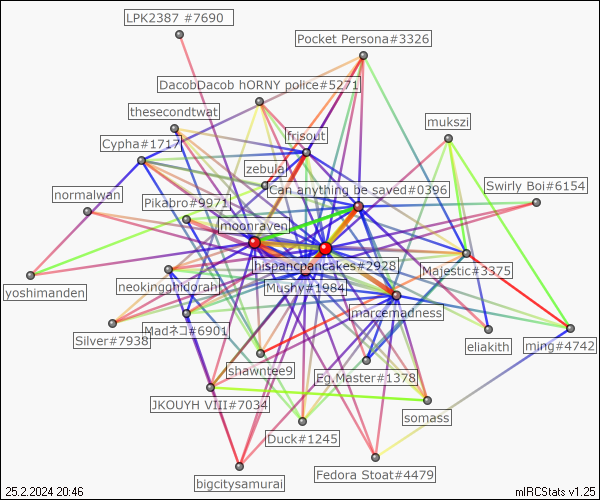 LPK2387 #7690
Pocket Persona#3326
DacobDacob hORNY police#5271
thesecondtwat
mukszi
frisout
Cypha#1717
zebula
Can anything be saved#0396
Swirly Boi#6154
normalwan
Pikabro#9971
moonraven
hispancpancakes#2928
Majestic#3375
neokingghidorah
Mushy#1984
yoshimanden
marcemadness
Madネコ#6901
Silver#7938
eliakith
ming#4742
shawntee9
Eg.Master#1378
JKOUYH VIII#7034
somass
Duck#1245
Fedora Stoat#4479
bigcitysamurai
25.2.2024 20:46
mIRCStats v1.25